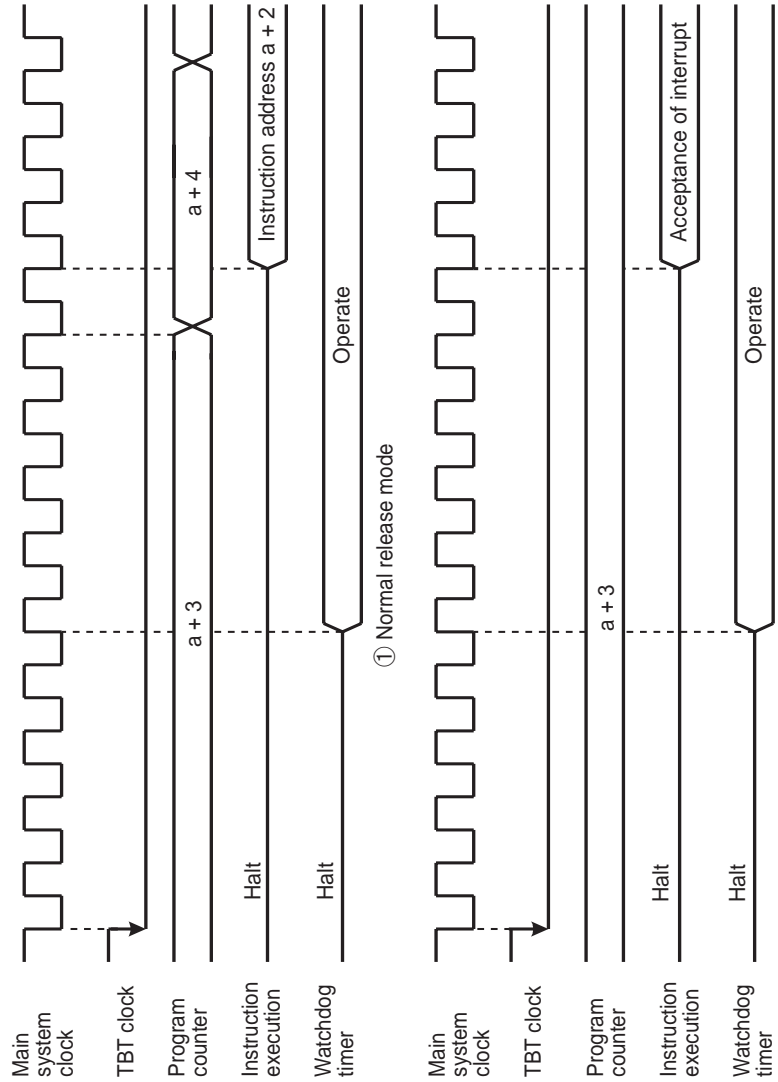 Main
system
clock
TBT clock
Program
counter
a + 3
a + 4
Instruction
execution
Halt
Instruction address a + 2
Watchdog
timer
Halt
Operate
① Normal release mode
Main
system
clock
TBT clock
Program
counter
a + 3
Instruction
execution
Halt
Acceptance of interrupt
Watchdog
timer
Halt
Operate